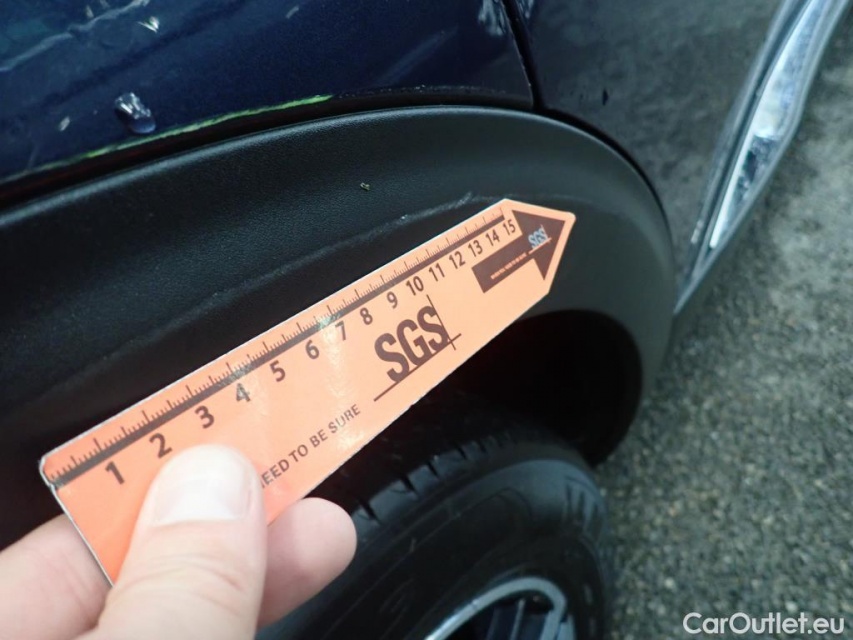 1 2 3 4 5 6 7 8 9 10 11 12 13 14 15
SGS
SGS
EED TO BE SURE
CarOutlet.eu